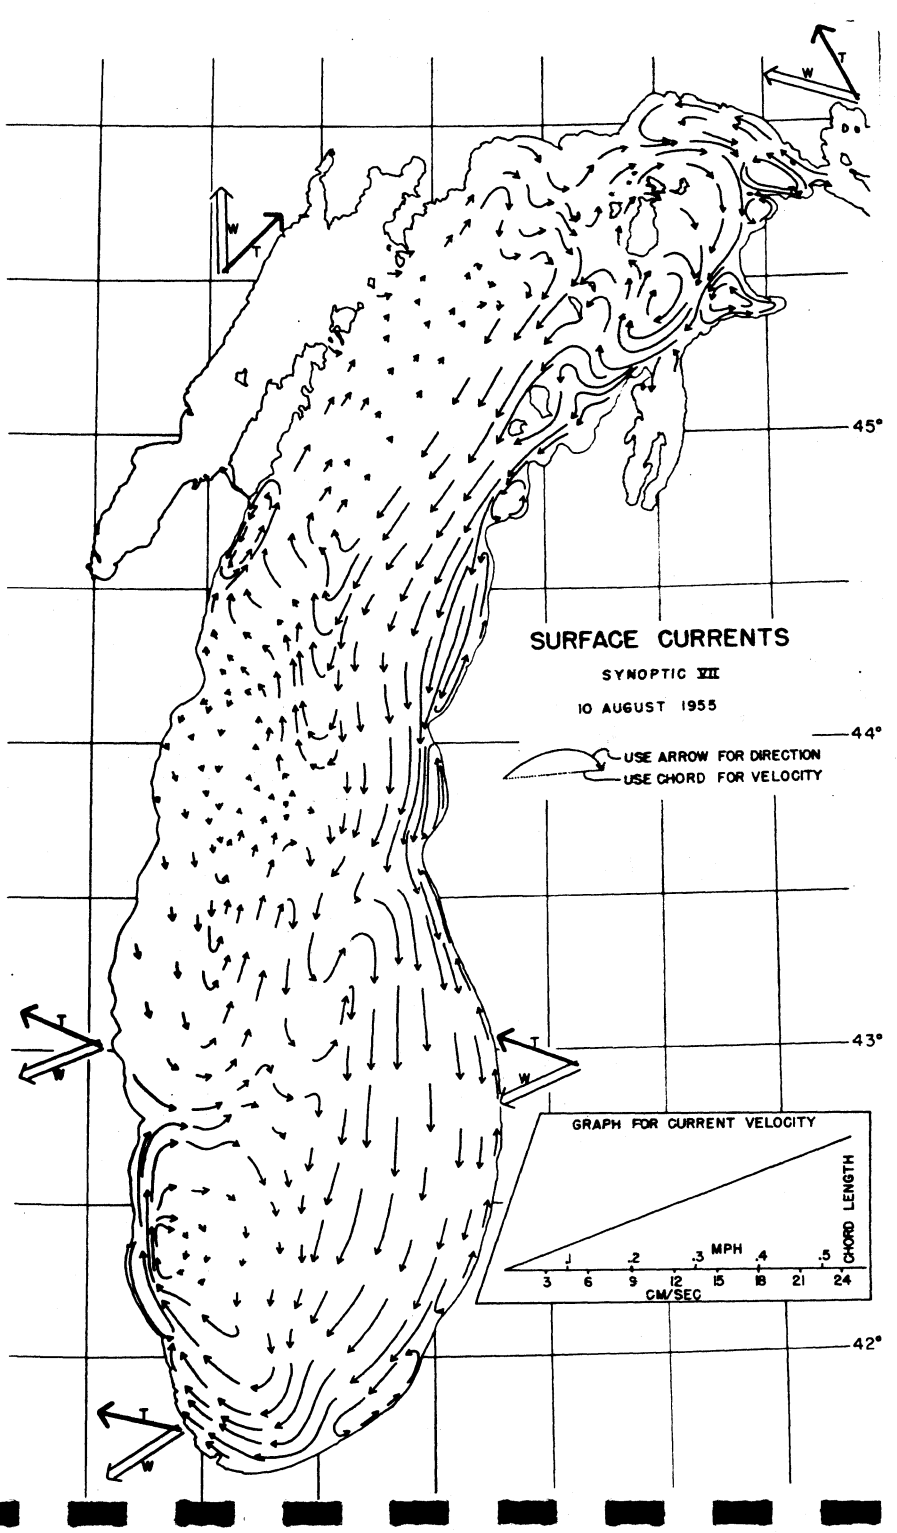 T
W
W
T
45°
SURFACE CURRENTS
SYNOPTIC VII
10 AUGUST 1955
44°
USE ARROW FOR DIRECTION
USE CHORD FOR VELOCITY
T
W
43°
T
W
GRAPH FOR CURRENT VELOCITY
CHORD LENGTH
MPH
.1 .2 .3 .4 .5
3 6 9 12 15 18 21 24
CM/SEC
42°
T
W